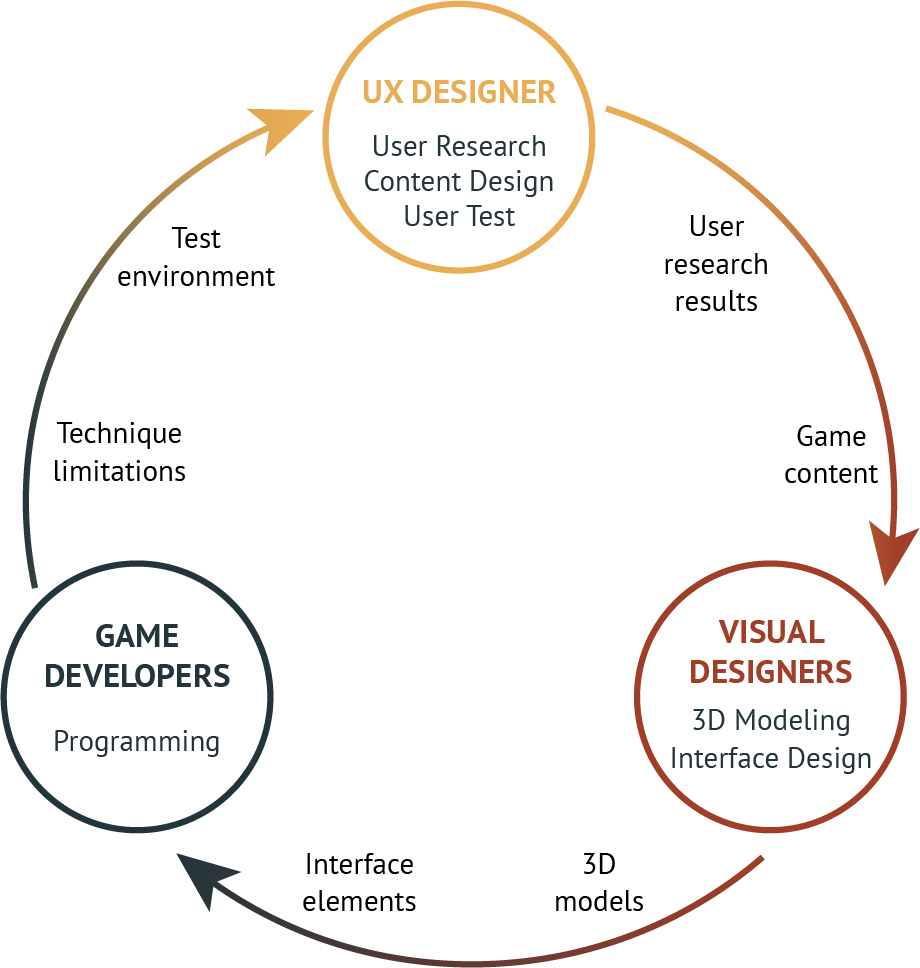 UX DESIGNER
User Research
Content Design
User Test
User
research
results
Game
content
VISUAL
DESIGNERS
3D Modeling
Interface Design
3D
models
Interface
elements
GAME
DEVELOPERS
Programming
Technique
limitations
Test
environment